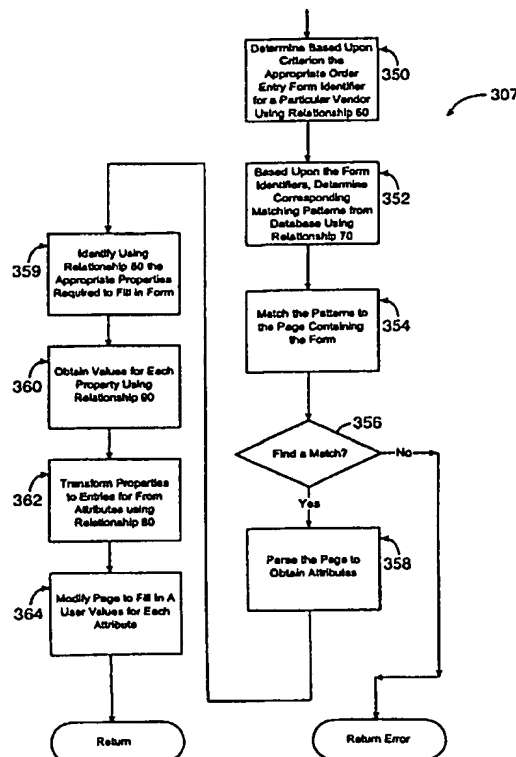 Determine Based Upon
Criterion the
Appropriate Order
Entry Form Identifier
for a Particular Vendor
Using Relationship 60
350
307
Based Upon the Form
Identifiers, Determine
Corresponding
Matching Patterns from
Database Using
Relationship 70
352
Match the Patterns to
the Page Containing
the Form
354
Find a Match?
356
No
Yes
Parse the Page to
Obtain Attributes
358
Identify Using
Relationship 80 the
Appropriate Properties
Required to Fill in Form
359
Obtain Values for Each
Property Using
Relationship 90
360
Transform Properties
to Entries for From
Attributes using
Relationship 80
362
Modify Page to Fill in A
User Values for Each
Attribute
364
Return
Return Error